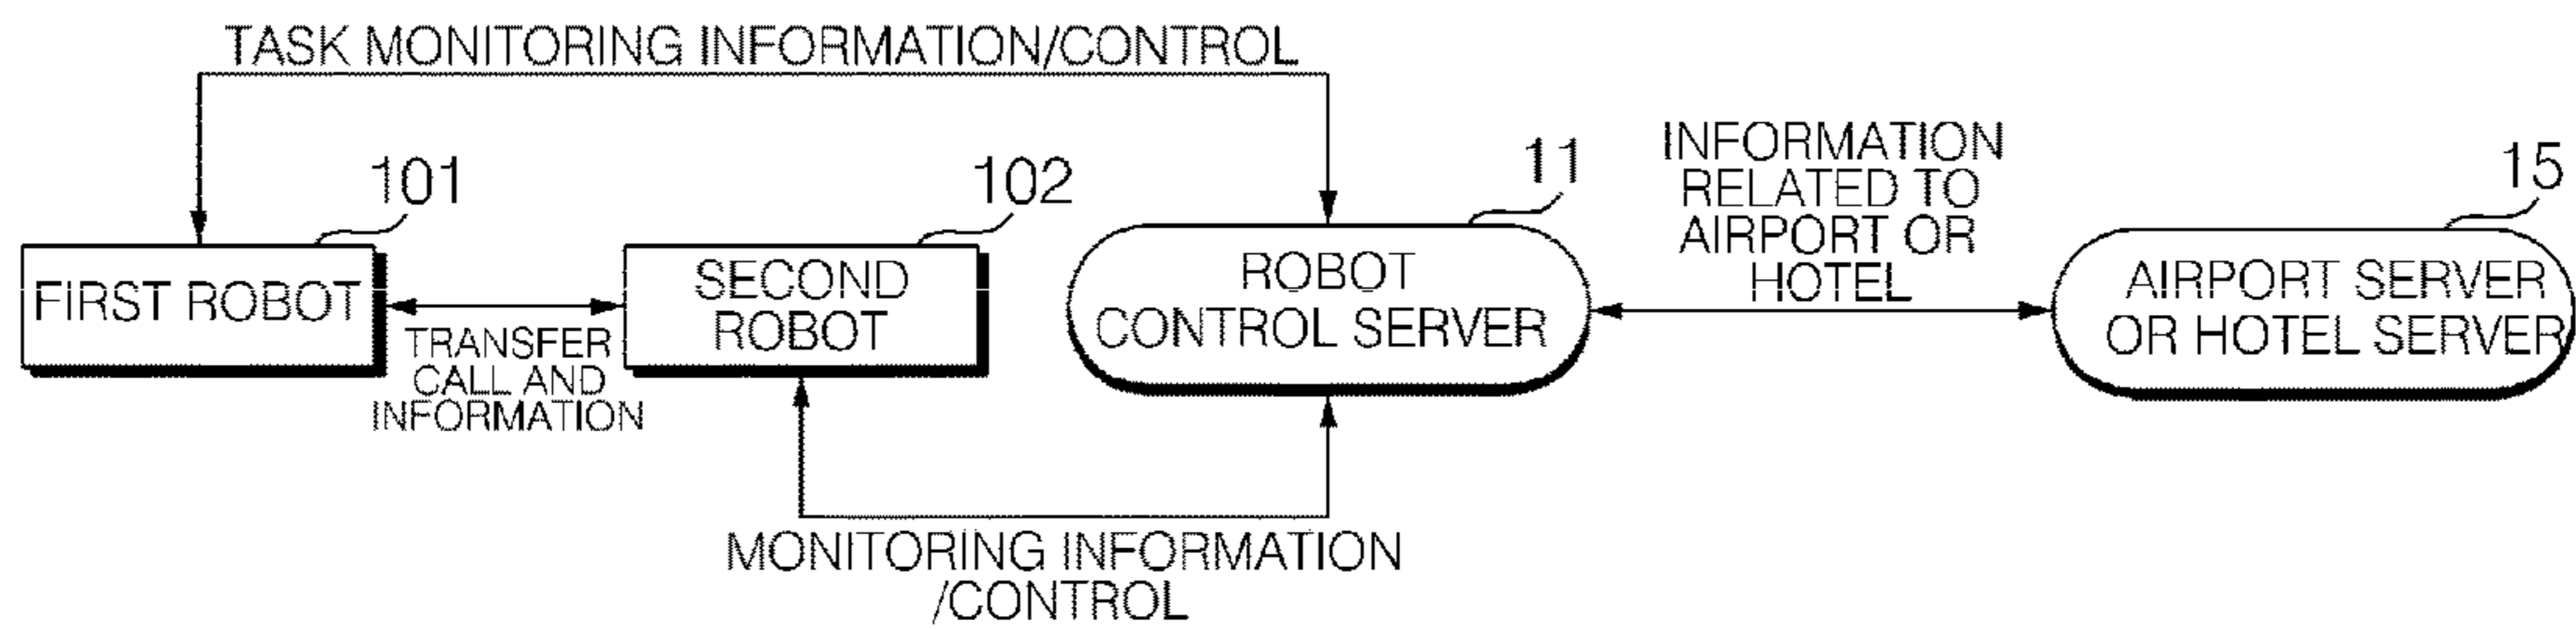 TASK MONITORING INFORMATION/CONTROL
101
102
11
INFORMATION
RELATED TO
AIRPORT OR
HOTEL
15
FIRST ROBOT
TRANSFER
CALL AND
INFORMATION
SECOND
ROBOT
ROBOT
CONTROL SERVER
AIRPORT SERVER
OR HOTEL SERVER
MONITORING INFORMATION
/CONTROL